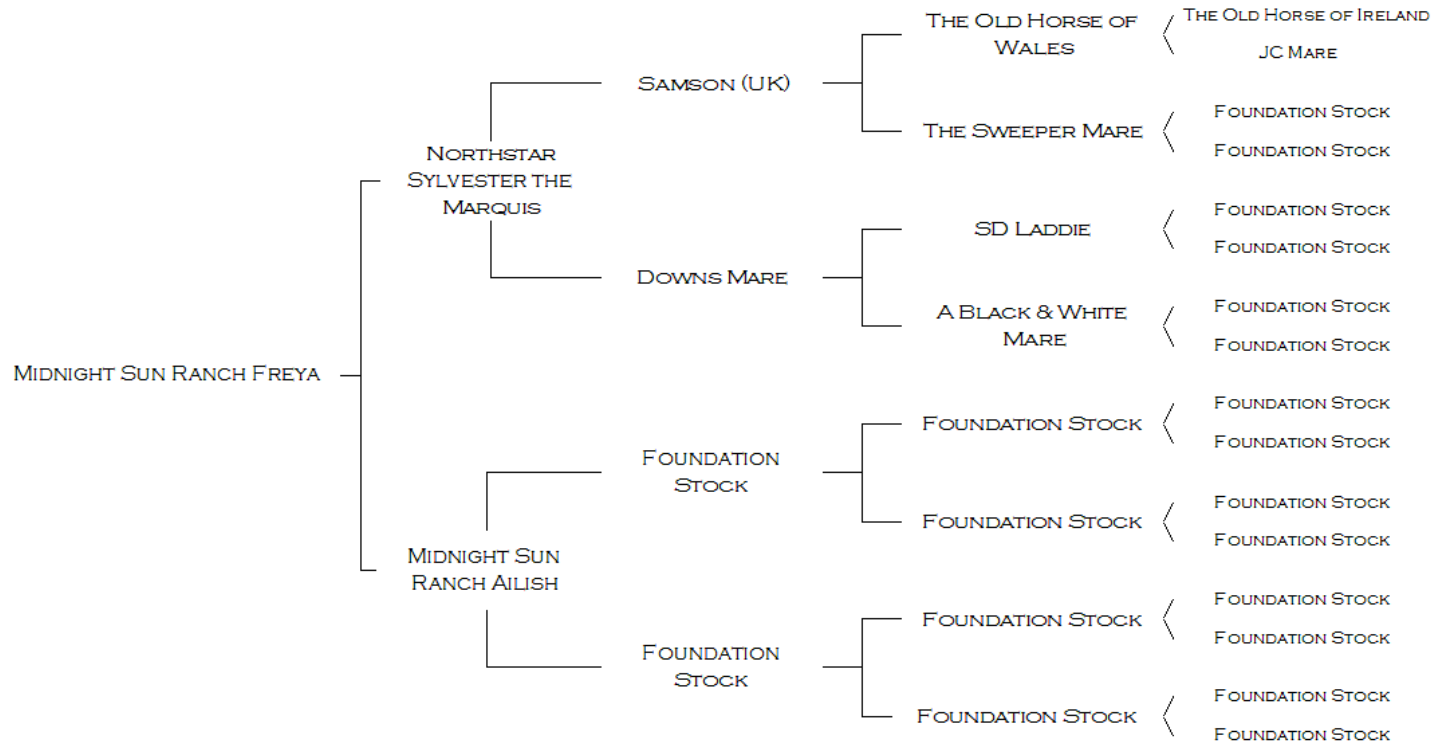 The Old Horse of Ireland
The Old Horse of
Wales
JC Mare
Samson (UK)
Foundation Stock
The Sweeper Mare
Foundation Stock
Northstar
Sylvester the
Marquis
Foundation Stock
SD Laddie
Foundation Stock
Downs Mare
Foundation Stock
A Black & White
Mare
Foundation Stock
Midnight Sun Ranch Freya
Foundation Stock
Foundation Stock
Foundation Stock
Foundation
Stock
Foundation Stock
Foundation Stock
Foundation Stock
Midnight Sun
Ranch Ailish
Foundation Stock
Foundation Stock
Foundation Stock
Foundation
Stock
Foundation Stock
Foundation Stock
Foundation Stock